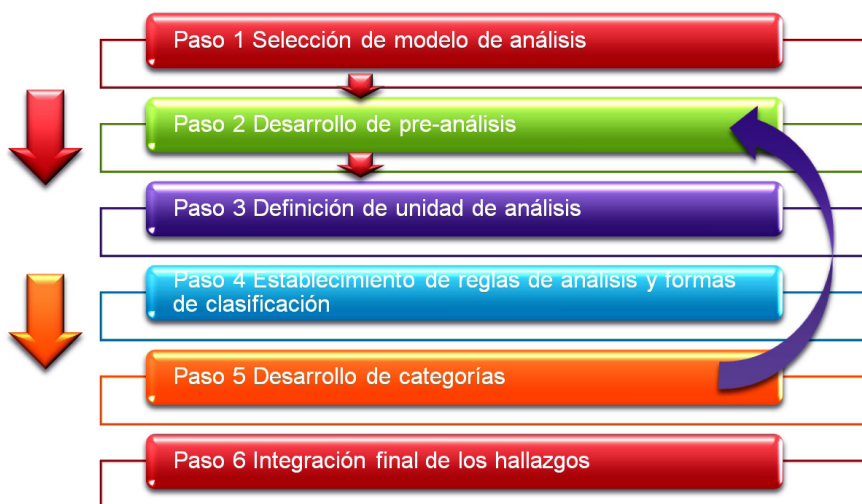 Paso 1 Selección de modelo de análisis
Paso 2 Desarrollo de pre-análisis
Paso 3 Definición de unidad de análisis
Paso 4 Establecimiento de reglas de análisis y formas
de clasificación
Paso 5 Desarrollo de categorías
Paso 6 Integración final de los hallazgos